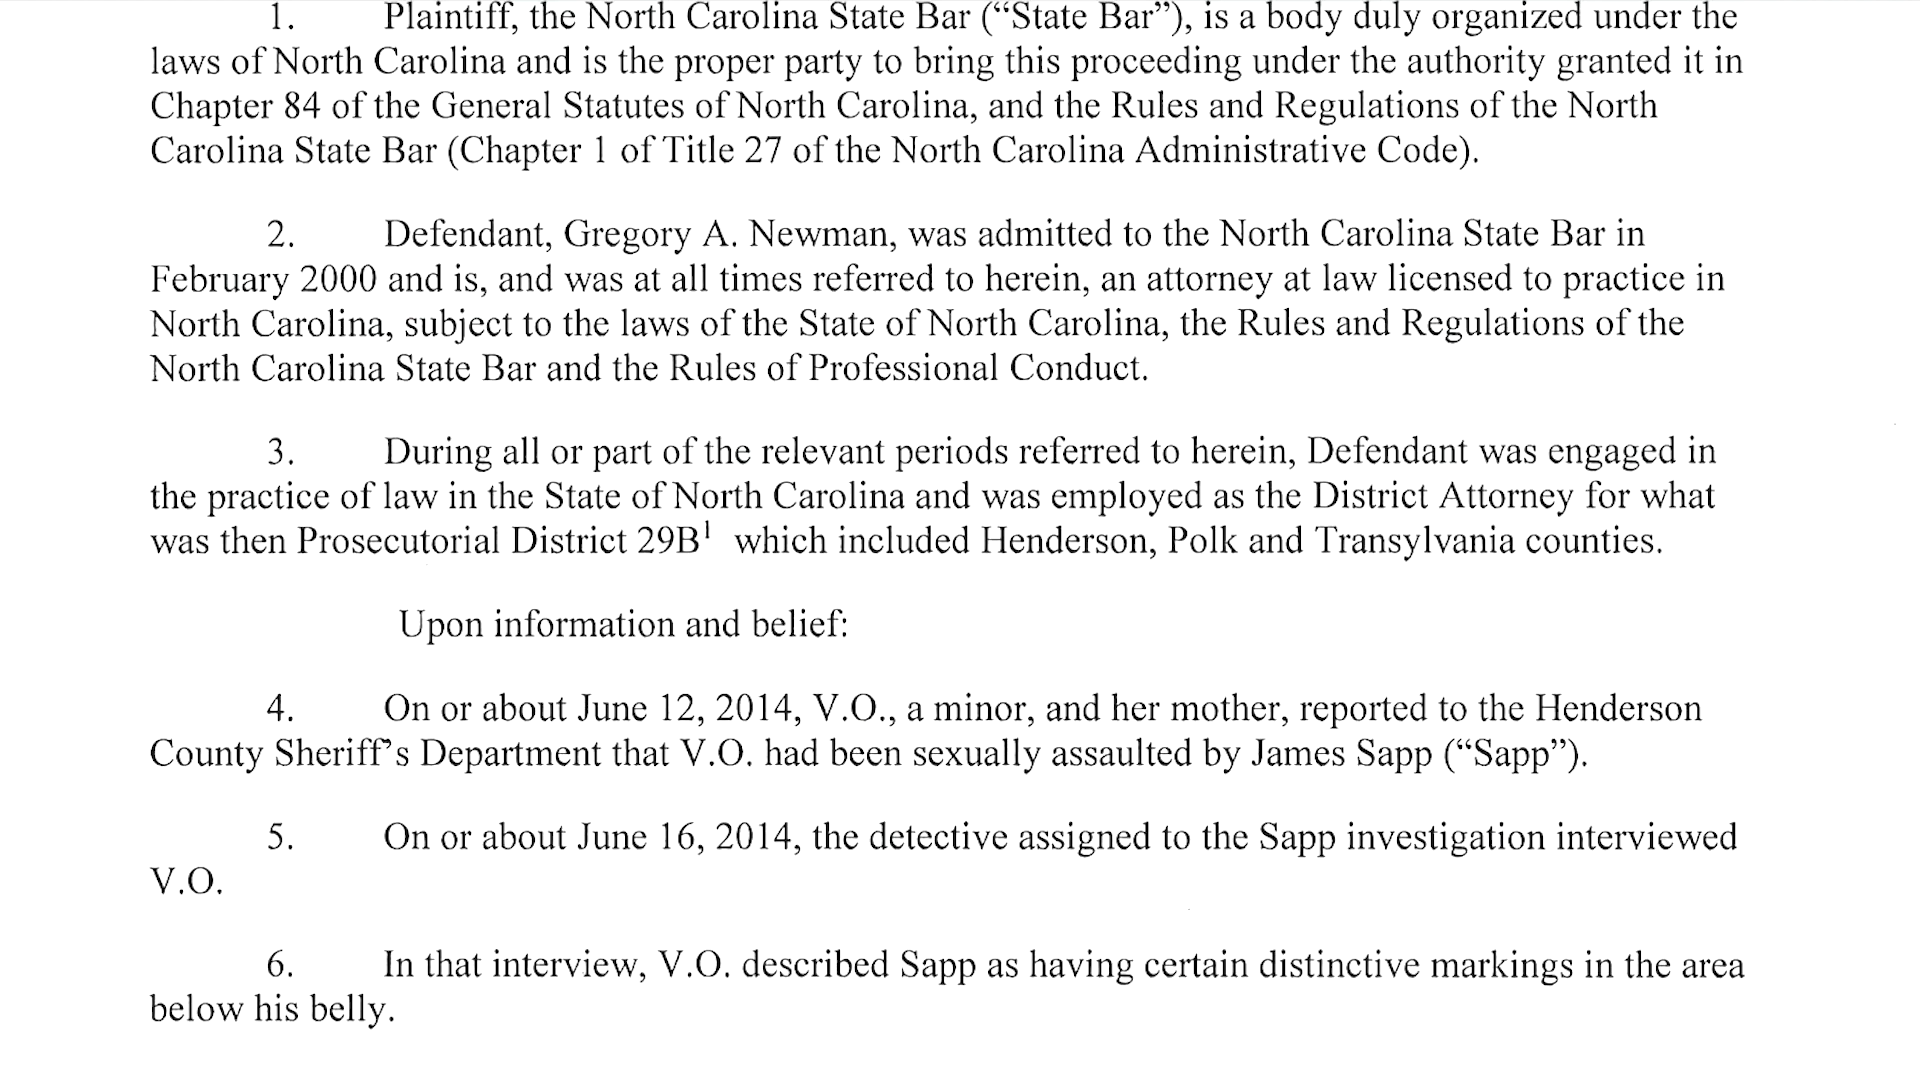 1. Plaintiff, the North Carolina State Bar (“State Bar”), is a body duly organized under the
laws of North Carolina and is the proper party to bring this proceeding under the authority granted it in
Chapter 84 of the General Statutes of North Carolina, and the Rules and Regulations of the North
Carolina State Bar (Chapter 1 of Title 27 of the North Carolina Administrative Code).
2. Defendant, Gregory A. Newman, was admitted to the North Carolina State Bar in
February 2000 and is, and was at all times referred to herein, an attorney at law licensed to practice in
North Carolina, subject to the laws of the State of North Carolina, the Rules and Regulations of the
North Carolina State Bar and the Rules of Professional Conduct.
3. During all or part of the relevant periods referred to herein, Defendant was engaged in
the practice of law in the State of North Carolina and was employed as the District Attorney for what
was then Prosecutorial District 29B¹ which included Henderson, Polk and Transylvania counties.
Upon information and belief:
4. On or about June 12, 2014, V.O., a minor, and her mother, reported to the Henderson
County Sheriff’s Department that V.O. had been sexually assaulted by James Sapp (“Sapp”).
5. On or about June 16, 2014, the detective assigned to the Sapp investigation interviewed
V.O.
6. In that interview, V.O. described Sapp as having certain distinctive markings in the area
below his belly.